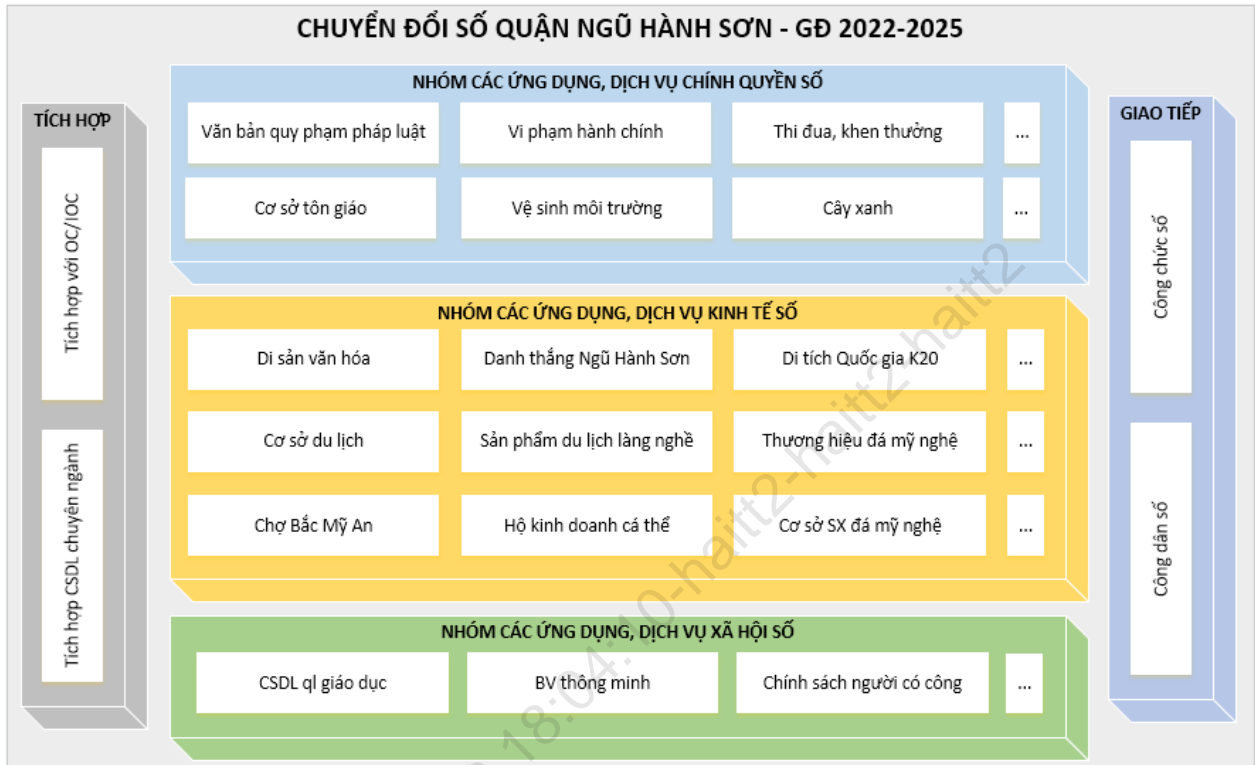 CHUYỂN ĐỔI SỐ QUẬN NGŨ HÀNH SƠN - GĐ 2022-2025
TÍCH HỢP
Tích hợp với OC/IOC
Tích hợp CSDL chuyên ngành
NHÓM CÁC ỨNG DỤNG, DỊCH VỤ CHÍNH QUYỀN SỐ
Văn bản quy phạm pháp luật
Vi phạm hành chính
Thi đua, khen thưởng
...
Cơ sở tôn giáo
Vệ sinh môi trường
Cây xanh
...
NHÓM CÁC ỨNG DỤNG, DỊCH VỤ KINH TẾ SỐ
Di sản văn hóa
Danh thắng Ngũ Hành Sơn
Di tích Quốc gia K20
...
Cơ sở du lịch
Sản phẩm du lịch làng nghề
Thương hiệu đá mỹ nghệ
...
Chợ Bắc Mỹ An
Hộ kinh doanh cá thể
Cơ sở SX đá mỹ nghệ
...
NHÓM CÁC ỨNG DỤNG, DỊCH VỤ XÃ HỘI SỐ
CSDL ql giáo dục
BV thông minh
Chính sách người có công
...
GIAO TIẾP
Công chức số
Công dân số
18:04:10-haitt2-haitt2-haitt2